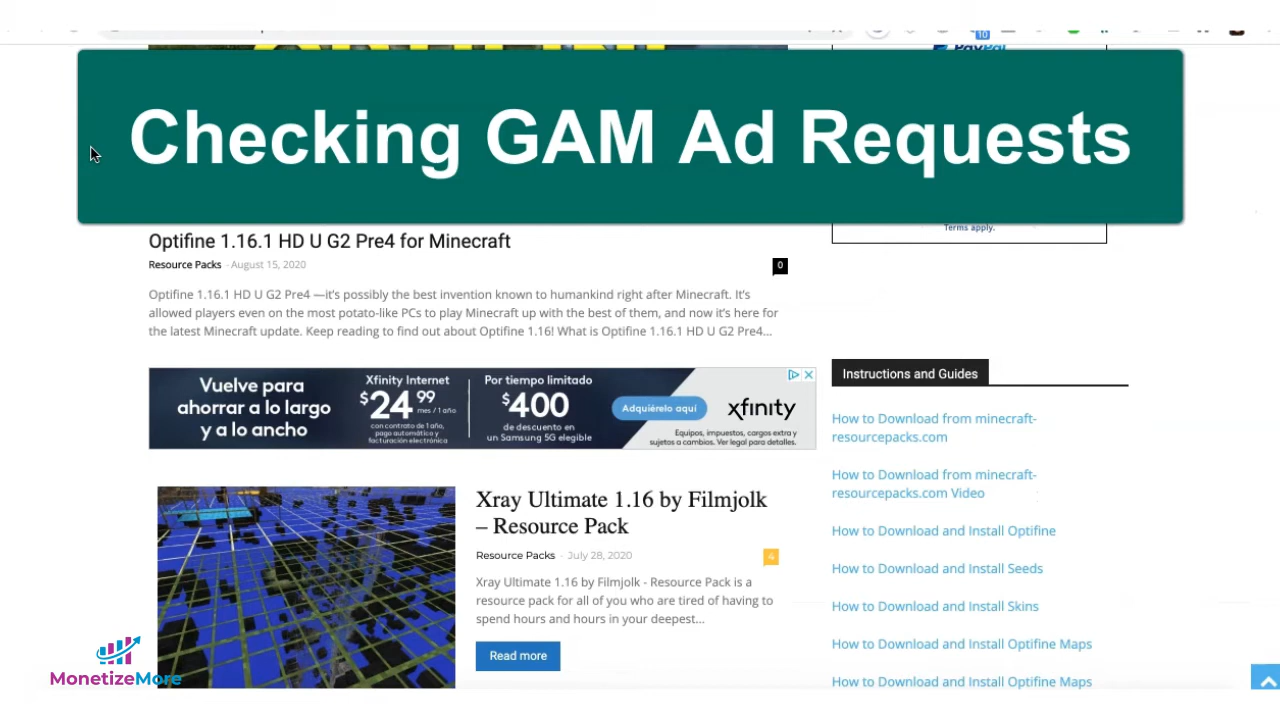 10
PayPal
Checking GAM Ad Requests
Terms apply.
Optifine 1.16.1 HD U G2 Pre4 for Minecraft
Resource Packs - August 15, 2020
0
Optifine 1.16.1 HD U G2 Pre4 —it's possibly the best invention known to humankind right after Minecraft. It's
allowed players even on the most potato-like PCs to play Minecraft up with the best of them, and now it's here for
the latest Minecraft update. Keep reading to find out about Optifine 1.16! What is Optifine 1.16.1 HD U G2 Pre4...
Vuelve para
ahorrar a lo largo
y a lo ancho
Xfinity Internet
$24 99
mes / 1 año
con contrato de 1 año,
pago automático y
facturación electrónica
Por tiempo limitado
$400
de descuento en
un Samsung 5G elegible
Adquiérelo aquí
xfinity
Equipos, impuestos, cargos extra y
sujetos a cambios. Ver legal para detalles.
Xray Ultimate 1.16 by Filmjolk
– Resource Pack
Resource Packs - July 28, 2020
4
Xray Ultimate 1.16 by Filmjolk - Resource Pack is a
resource pack for all of you who are tired of having to
spend hours and hours in your deepest...
Read more
Instructions and Guides
How to Download from minecraft-
resourcepacks.com
How to Download from minecraft-
resourcepacks.com Video
How to Download and Install Optifine
How to Download and Install Seeds
How to Download and Install Skins
How to Download and Install Optifine Maps
How to Download and Install Optifine Maps
MonetizeMore